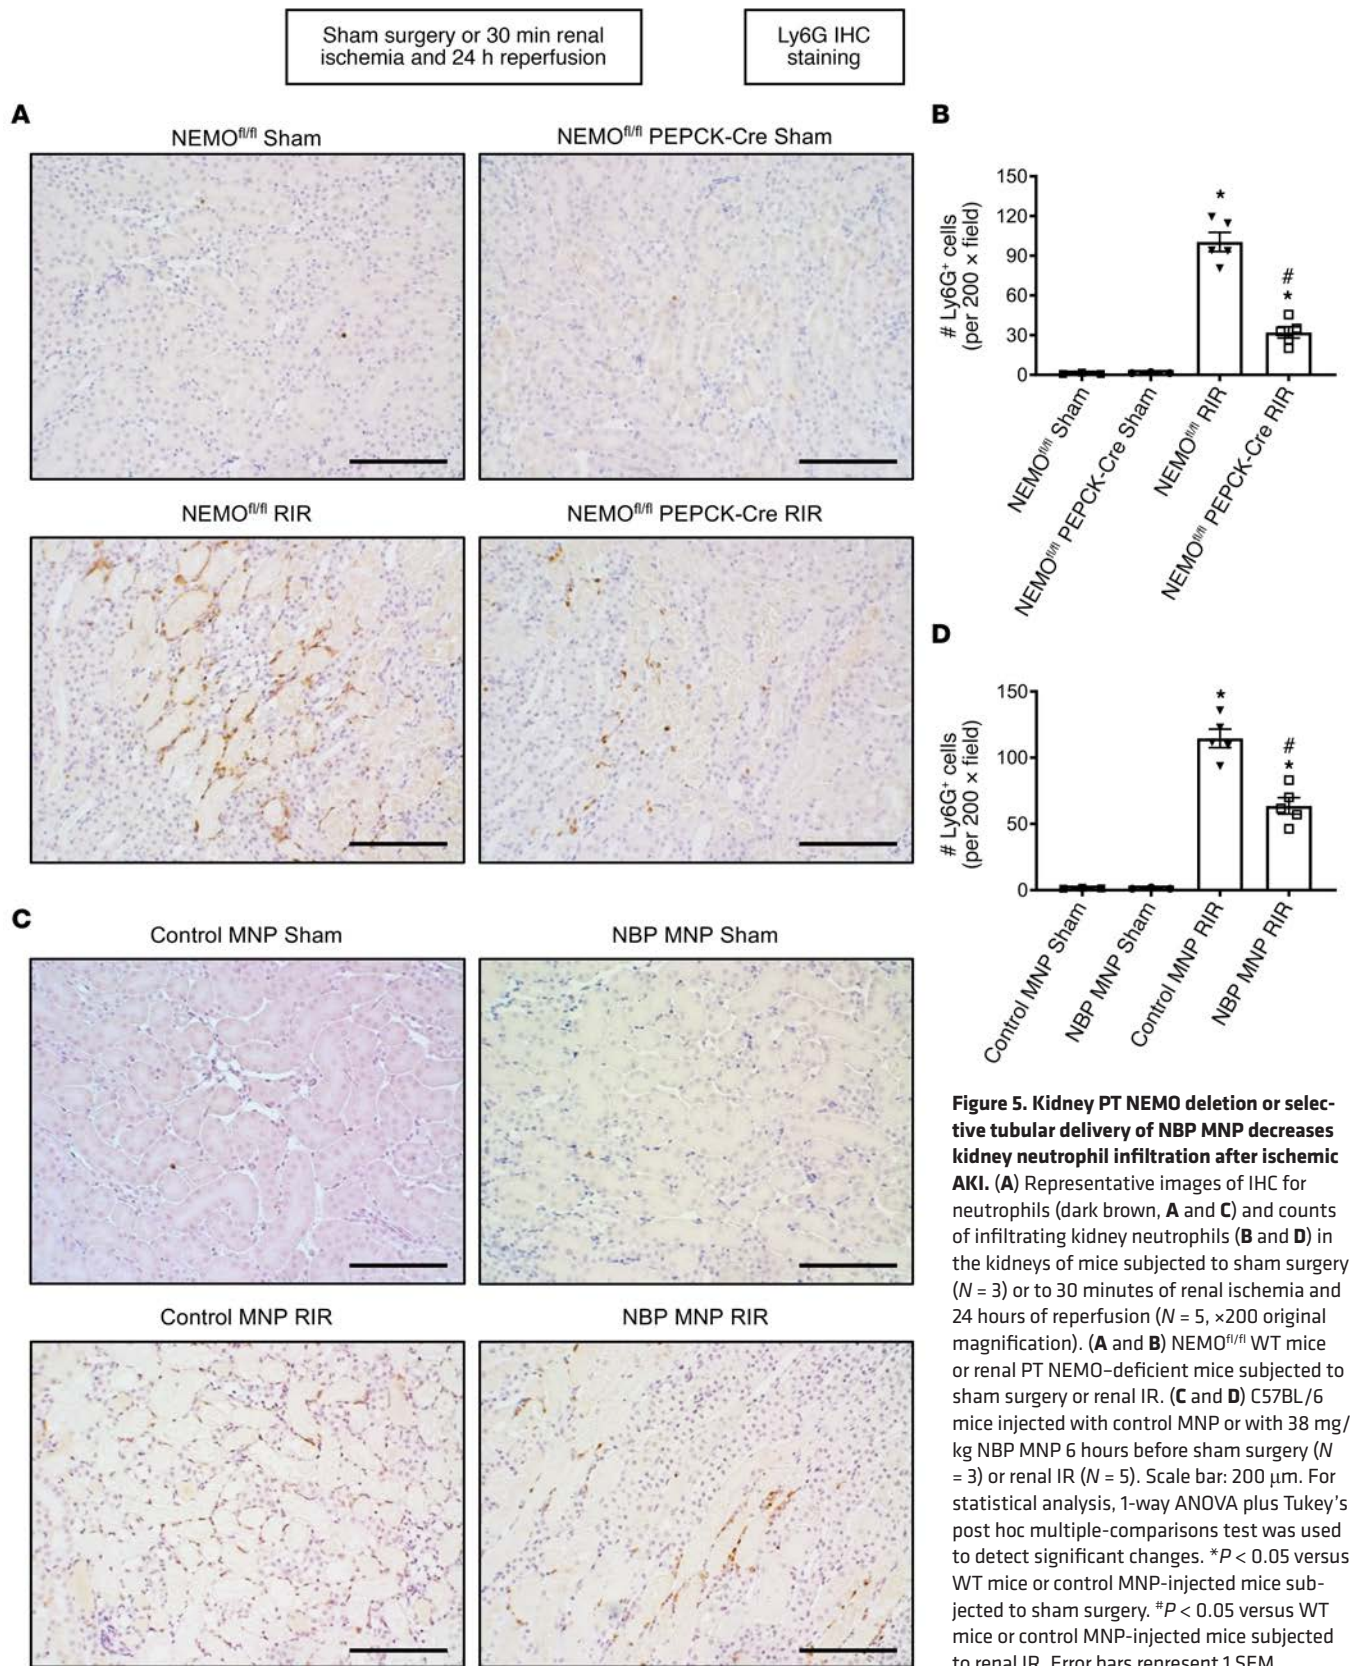 Sham surgery or 30 min renal
ischemia and 24 h reperfusion
Ly6G IHC
staining
A
NEMOfl/fl Sham
NEMOfl/fl PEPCK-Cre Sham
NEMOfl/fl RIR
NEMOfl/fl PEPCK-Cre RIR
B
# Ly6G+ cells
(per 200 × field)
150
120
90
60
30
0
*
#
*
NEMOfl/fl Sham
NEMOfl/fl PEPCK-Cre Sham
NEMOfl/fl RIR
NEMOfl/fl PEPCK-Cre RIR
C
Control MNP Sham
NBP MNP Sham
Control MNP RIR
NBP MNP RIR
D
# Ly6G+ cells
(per 200 × field)
150
100
50
0
*
#
*
Control MNP Sham
NBP MNP Sham
Control MNP RIR
NBP MNP RIR
Figure 5. Kidney PT NEMO deletion or selec-
tive tubular delivery of NBP MNP decreases
kidney neutrophil infiltration after ischemic
AKI. (A) Representative images of IHC for
neutrophils (dark brown, A and C) and counts
of infiltrating kidney neutrophils (B and D) in
the kidneys of mice subjected to sham surgery
(N = 3) or to 30 minutes of renal ischemia and
24 hours of reperfusion (N = 5, ×200 original
magnification). (A and B) NEMOfl/fl WT mice
or renal PT NEMO–deficient mice subjected to
sham surgery or renal IR. (C and D) C57BL/6
mice injected with control MNP or with 38 mg/
kg NBP MNP 6 hours before sham surgery (N
= 3) or renal IR (N = 5). Scale bar: 200 μm. For
statistical analysis, 1-way ANOVA plus Tukey's
post hoc multiple-comparisons test was used
to detect significant changes. *P < 0.05 versus
WT mice or control MNP-injected mice sub-
jected to sham surgery. #P < 0.05 versus WT
mice or control MNP-injected mice subjected
to renal IR. Error bars represent 1 SEM.